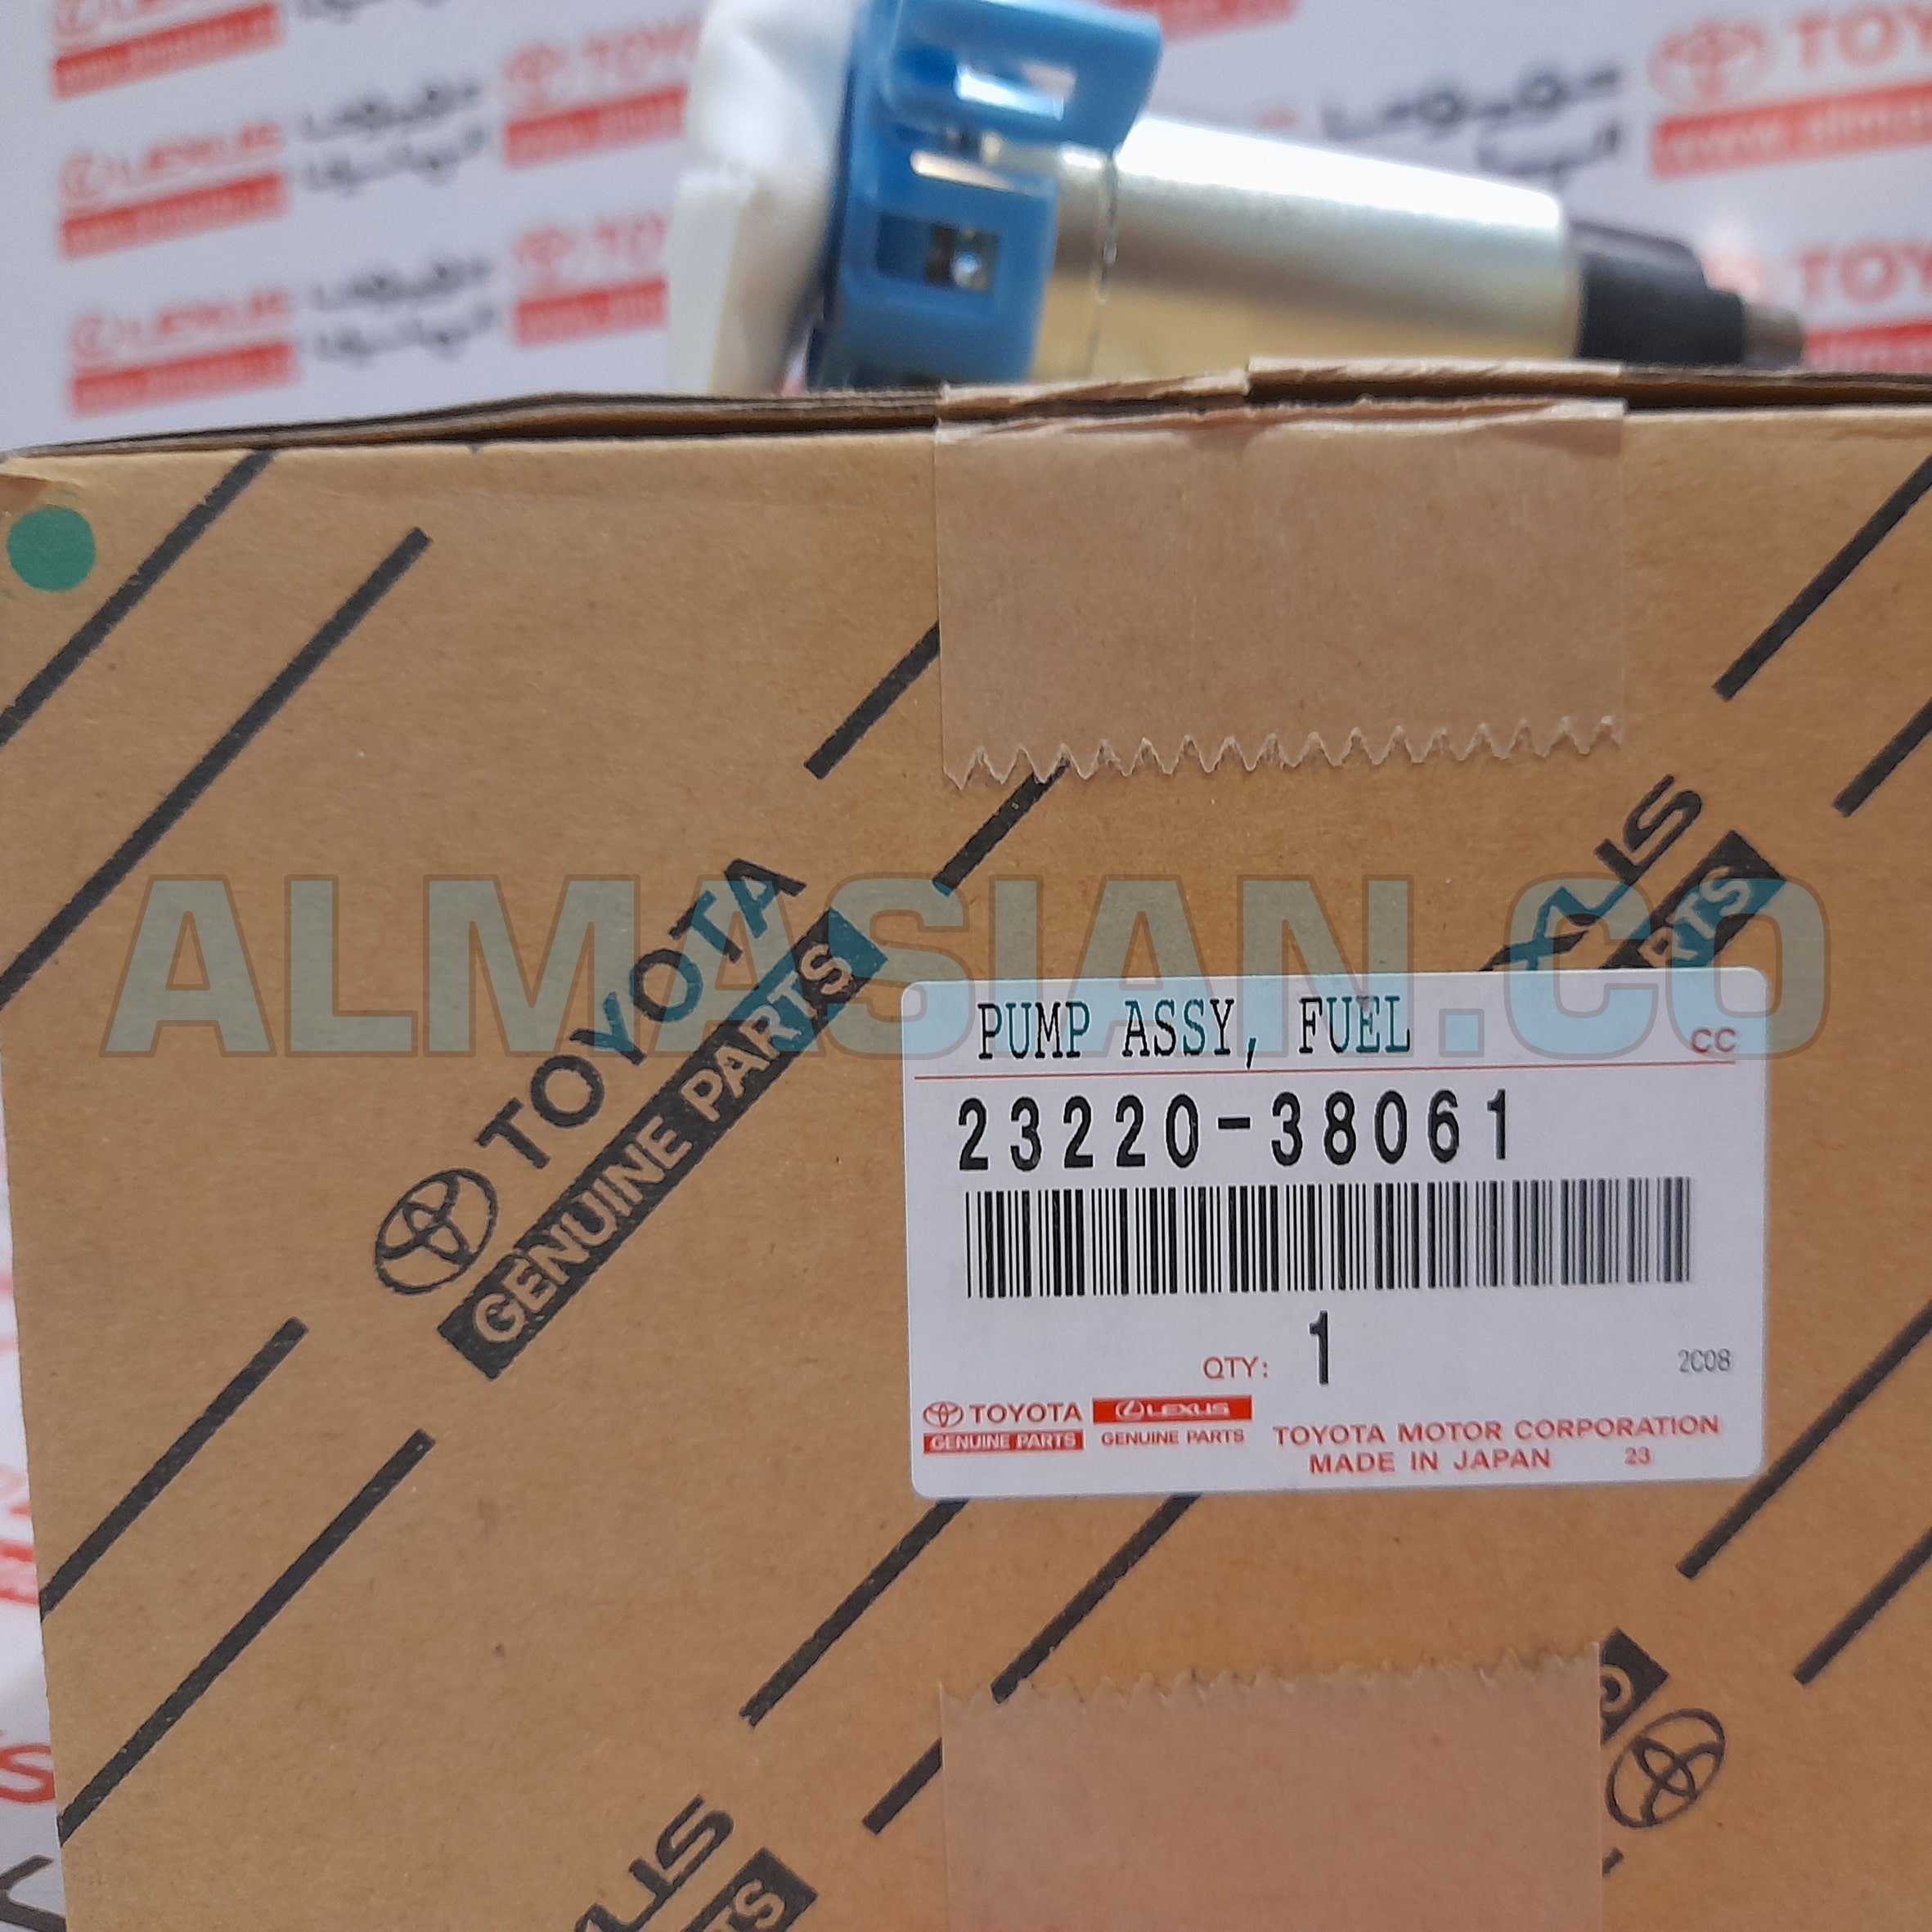 LEXUS
TOYOTA
GENUINE PARTS
ALMASIAN.CO
PUMP ASSY, FUEL
CC
23220-38061
QTY: 1
2C08
TOYOTA
GENUINE PARTS
LEXUS
GENUINE PARTS
TOYOTA MOTOR CORPORATION
MADE IN JAPAN 23